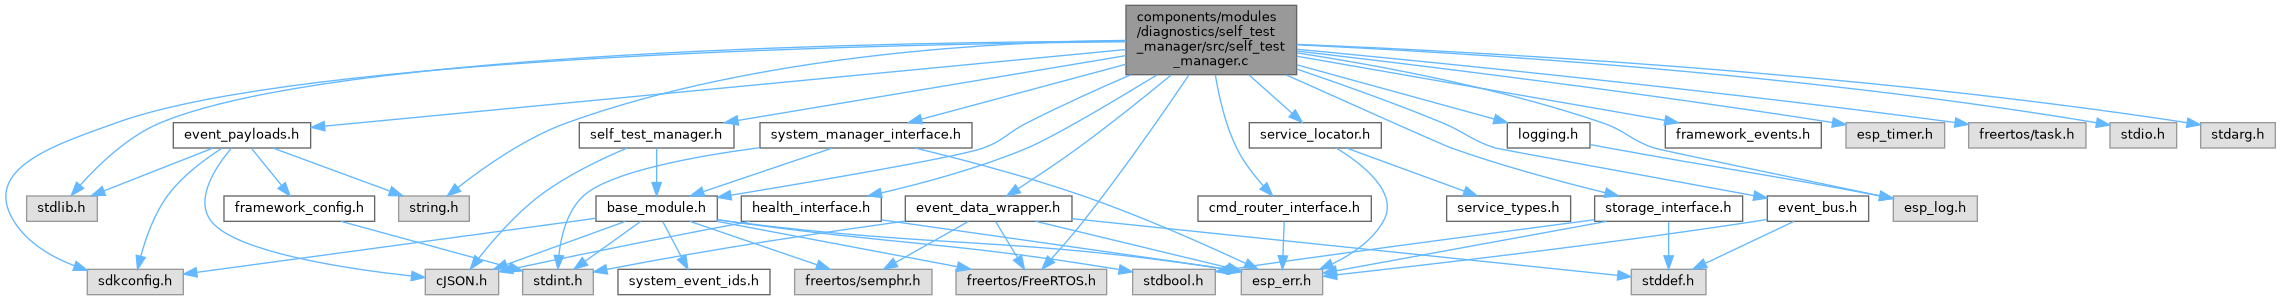 components/modules
/diagnostics/self_test
_manager/src/self_test
_manager.c
event_payloads.h
self_test_manager.h
system_manager_interface.h
service_locator.h
logging.h
framework_events.h
esp_timer.h
freertos/task.h
stdio.h
stdarg.h
stdlib.h
framework_config.h
string.h
base_module.h
health_interface.h
event_data_wrapper.h
cmd_router_interface.h
service_types.h
storage_interface.h
event_bus.h
esp_log.h
sdkconfig.h
cJSON.h
stdint.h
system_event_ids.h
freertos/semphr.h
freertos/FreeRTOS.h
stdbool.h
esp_err.h
stddef.h